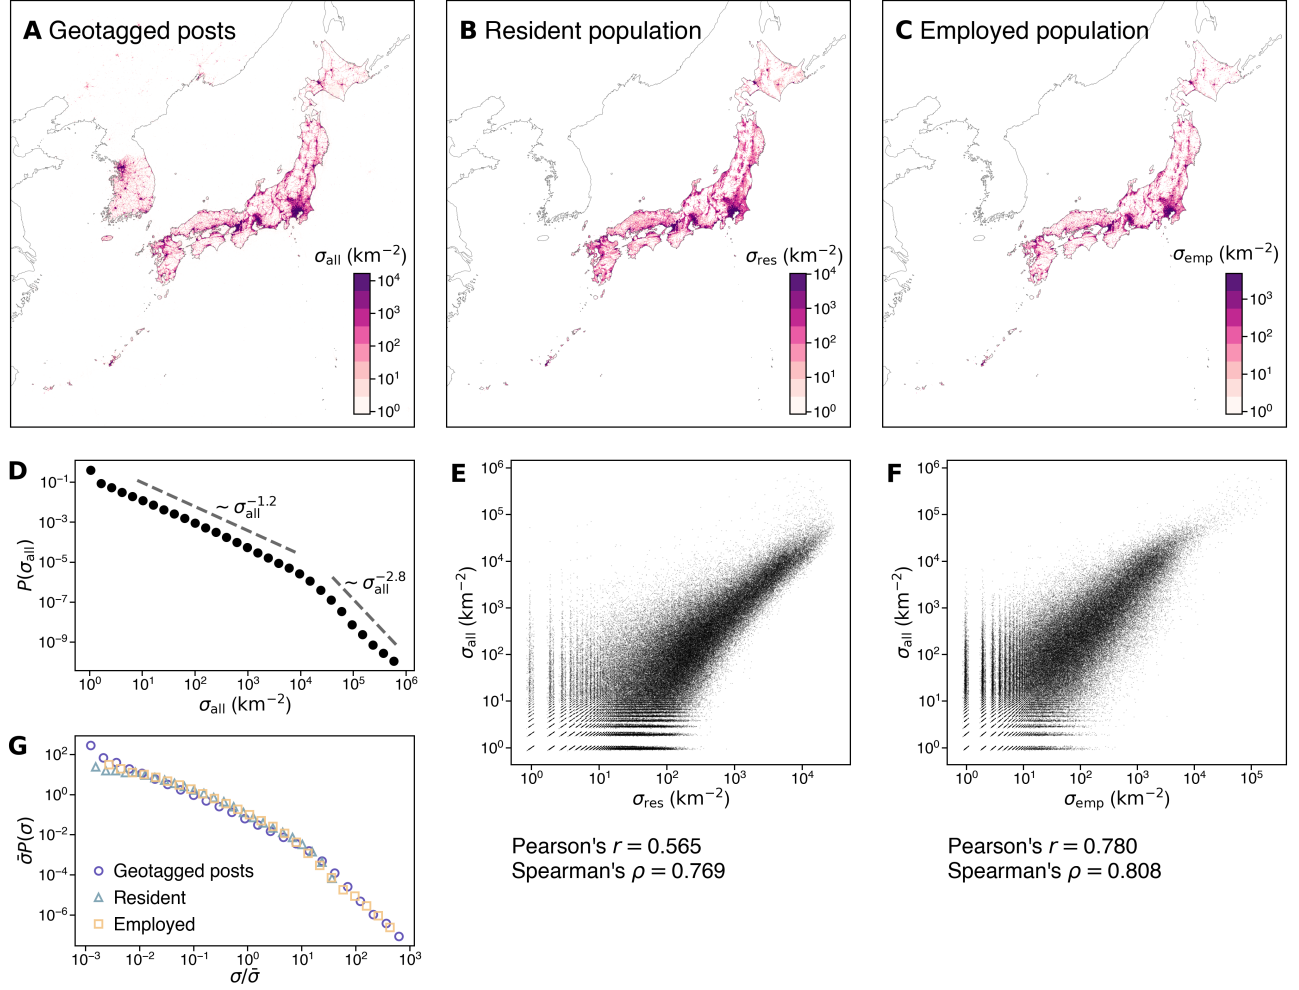 A Geotagged posts
σall (km−2)
10^4
10^3
10^2
10^1
10^0
B Resident population
σres (km−2)
10^4
10^3
10^2
10^1
10^0
C Employed population
σemp (km−2)
10^3
10^2
10^1
10^0
D
P(σall)
10^−1
10^−3
10^−5
10^−7
10^−9
~ σall^−1.2
~ σall^−2.8
10^0 10^1 10^2 10^3 10^4 10^5 10^6
σall (km−2)
E
σall (km−2)
10^6
10^5
10^4
10^3
10^2
10^1
10^0
10^0 10^1 10^2 10^3 10^4
σres (km−2)
Pearson's r = 0.565
Spearman's ρ = 0.769
F
σall (km−2)
10^6
10^5
10^4
10^3
10^2
10^1
10^0
10^0 10^1 10^2 10^3 10^4 10^5
σemp (km−2)
Pearson's r = 0.780
Spearman's ρ = 0.808
G
σ̄P(σ)
10^2
10^0
10^−2
10^−4
10^−6
Geotagged posts
Resident
Employed
10^−3 10^−2 10^−1 10^0 10^1 10^2 10^3
σ/σ̄